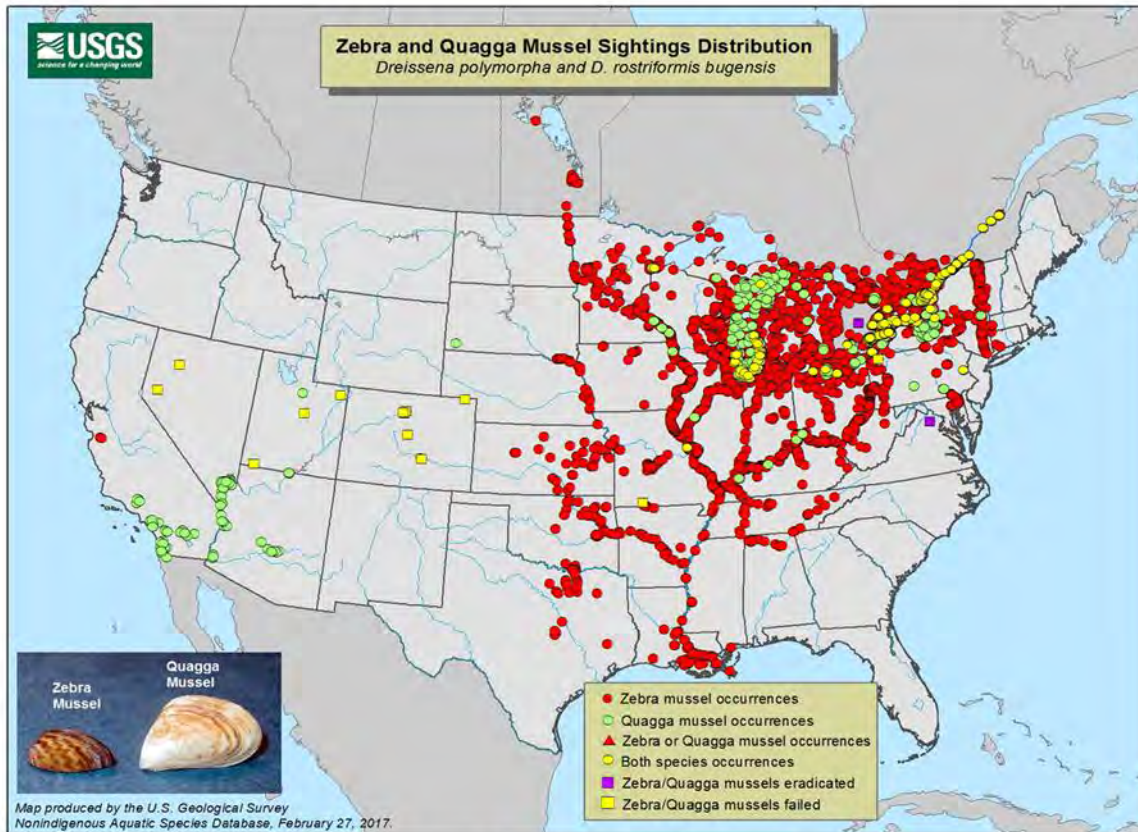 USGS
science for a changing world
Zebra and Quagga Mussel Sightings Distribution
Dreissena polymorpha and D. rostriformis bugensis
Zebra
Mussel
Quagga
Mussel
Zebra mussel occurrences
Quagga mussel occurrences
Zebra or Quagga mussel occurrences
Both species occurrences
Zebra/Quagga mussels eradicated
Zebra/Quagga mussels failed
Map produced by the U.S. Geological Survey
Nonindigenous Aquatic Species Database, February 27, 2017.